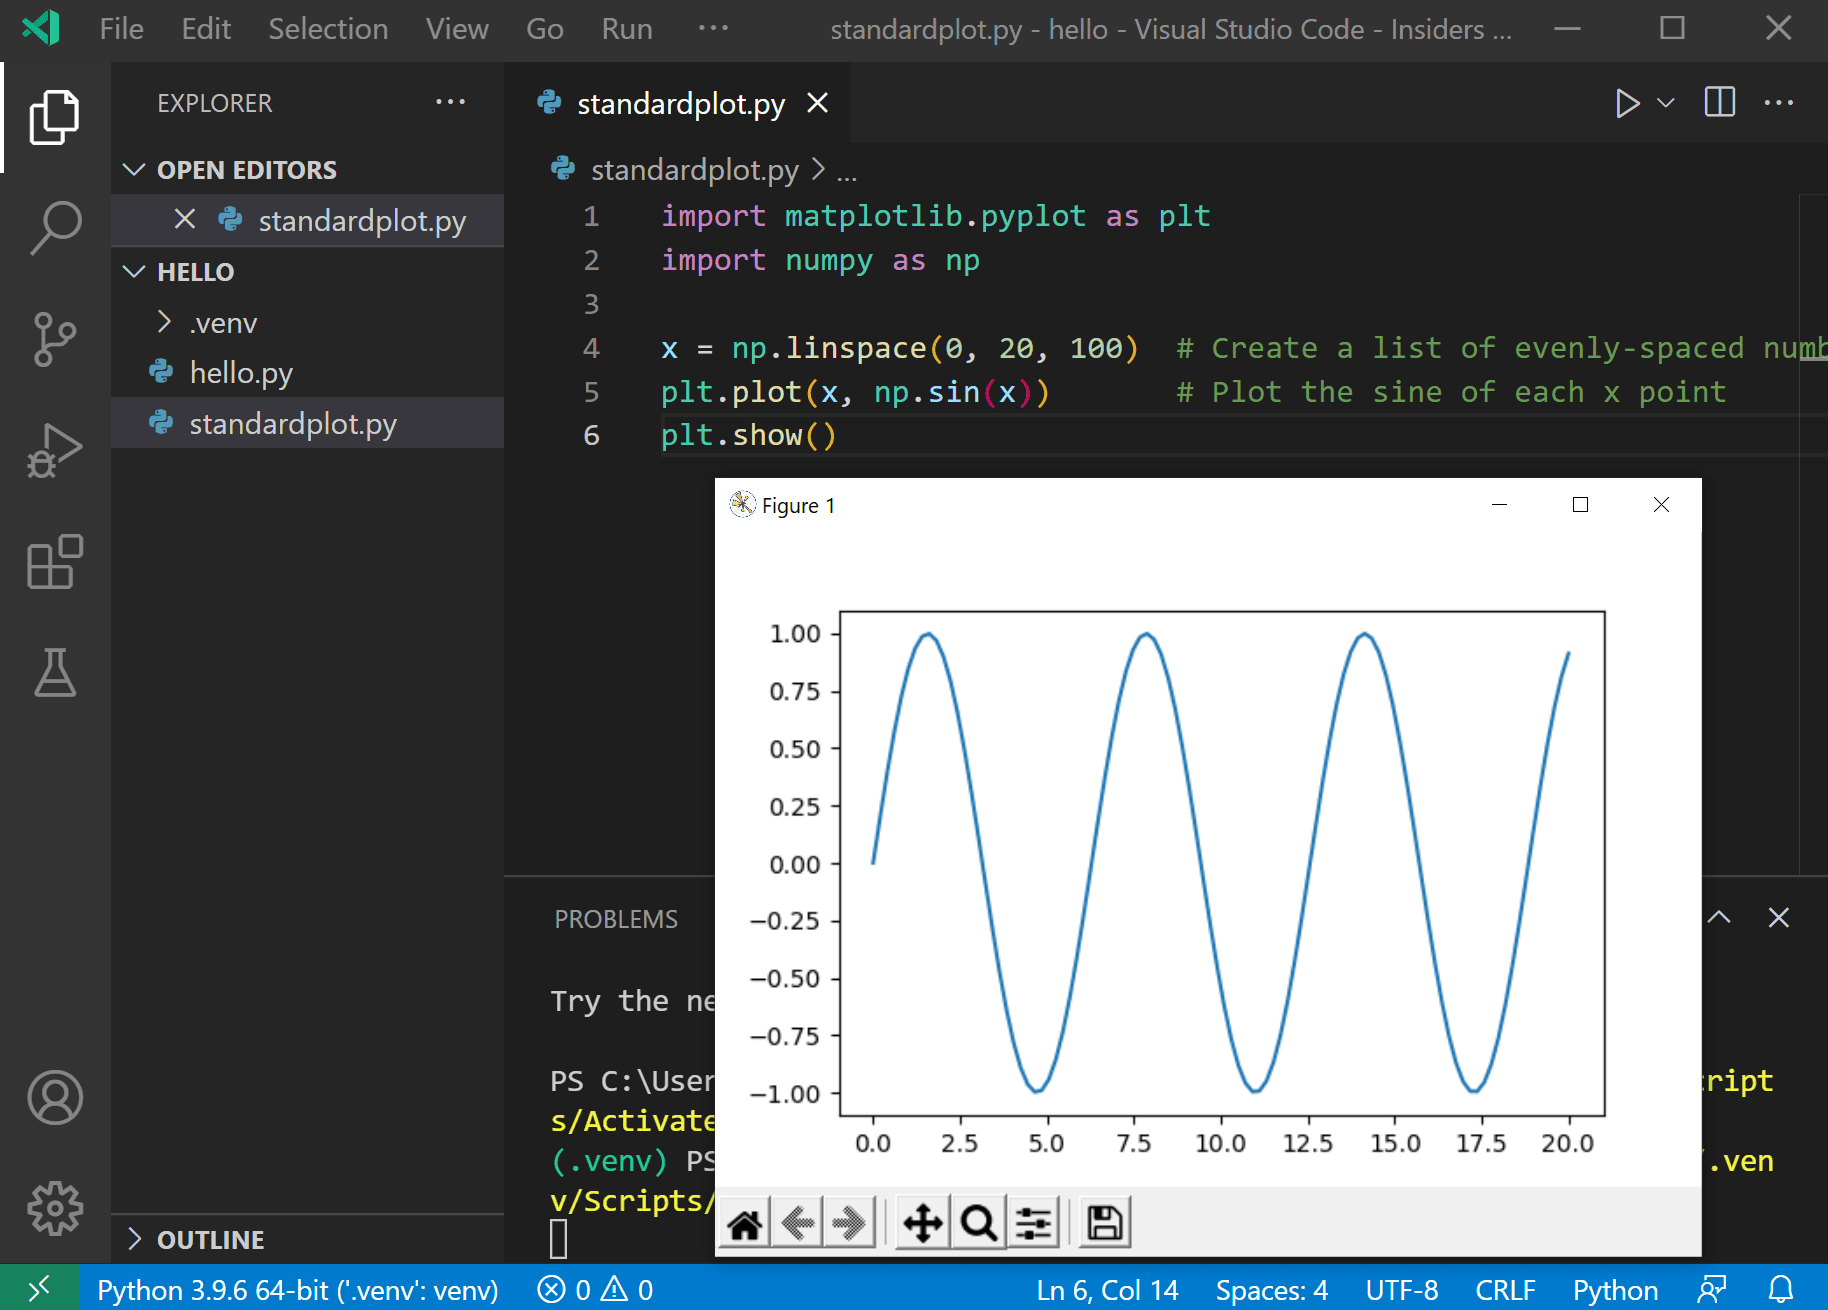 File Edit Selection View Go Run ··· standardplot.py - hello - Visual Studio Code - Insiders ...
EXPLORER ···
OPEN EDITORS
standardplot.py
HELLO
.venv
hello.py
standardplot.py
OUTLINE
standardplot.py
standardplot.py > ...
1 import matplotlib.pyplot as plt
2 import numpy as np
3
4 x = np.linspace(0, 20, 100)  # Create a list of evenly-spaced numb
5 plt.plot(x, np.sin(x))       # Plot the sine of each x point
6 plt.show()
Figure 1
1.00
0.75
0.50
0.25
0.00
−0.25
−0.50
−0.75
−1.00
0.0 2.5 5.0 7.5 10.0 12.5 15.0 17.5 20.0
PROBLEMS
Try the ne
PS C:\User ript
s/Activate
(.venv) PS .ven
v/Scripts/
Python 3.9.6 64-bit ('.venv': venv) 0 0 Ln 6, Col 14 Spaces: 4 UTF-8 CRLF Python